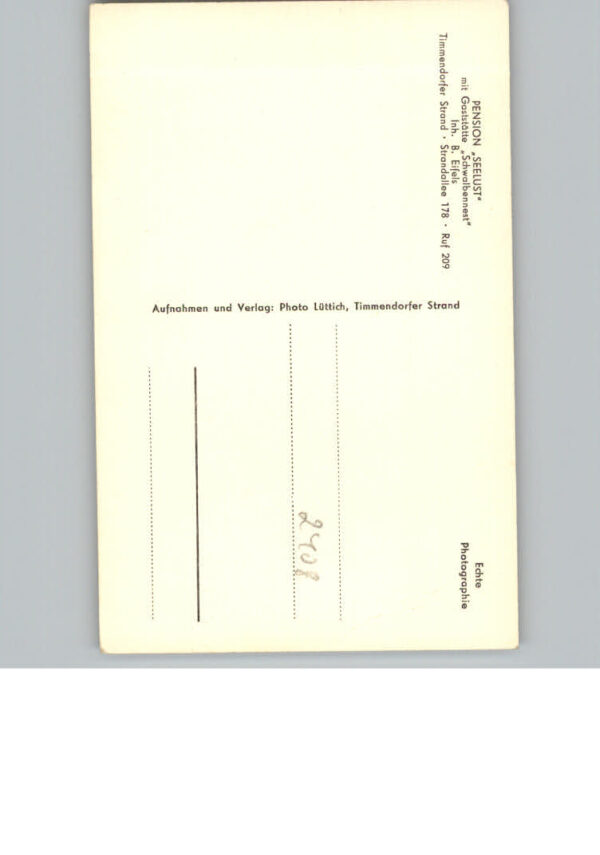 PENSION „SEELUST"
mit Gaststätte „Schwalbennest"
Inh. B. Eifels
Timmendorfer Strand · Strandallee 178 · Ruf 209
Aufnahmen und Verlag: Photo Lüttich, Timmendorfer Strand
Echte
Photographie
2408